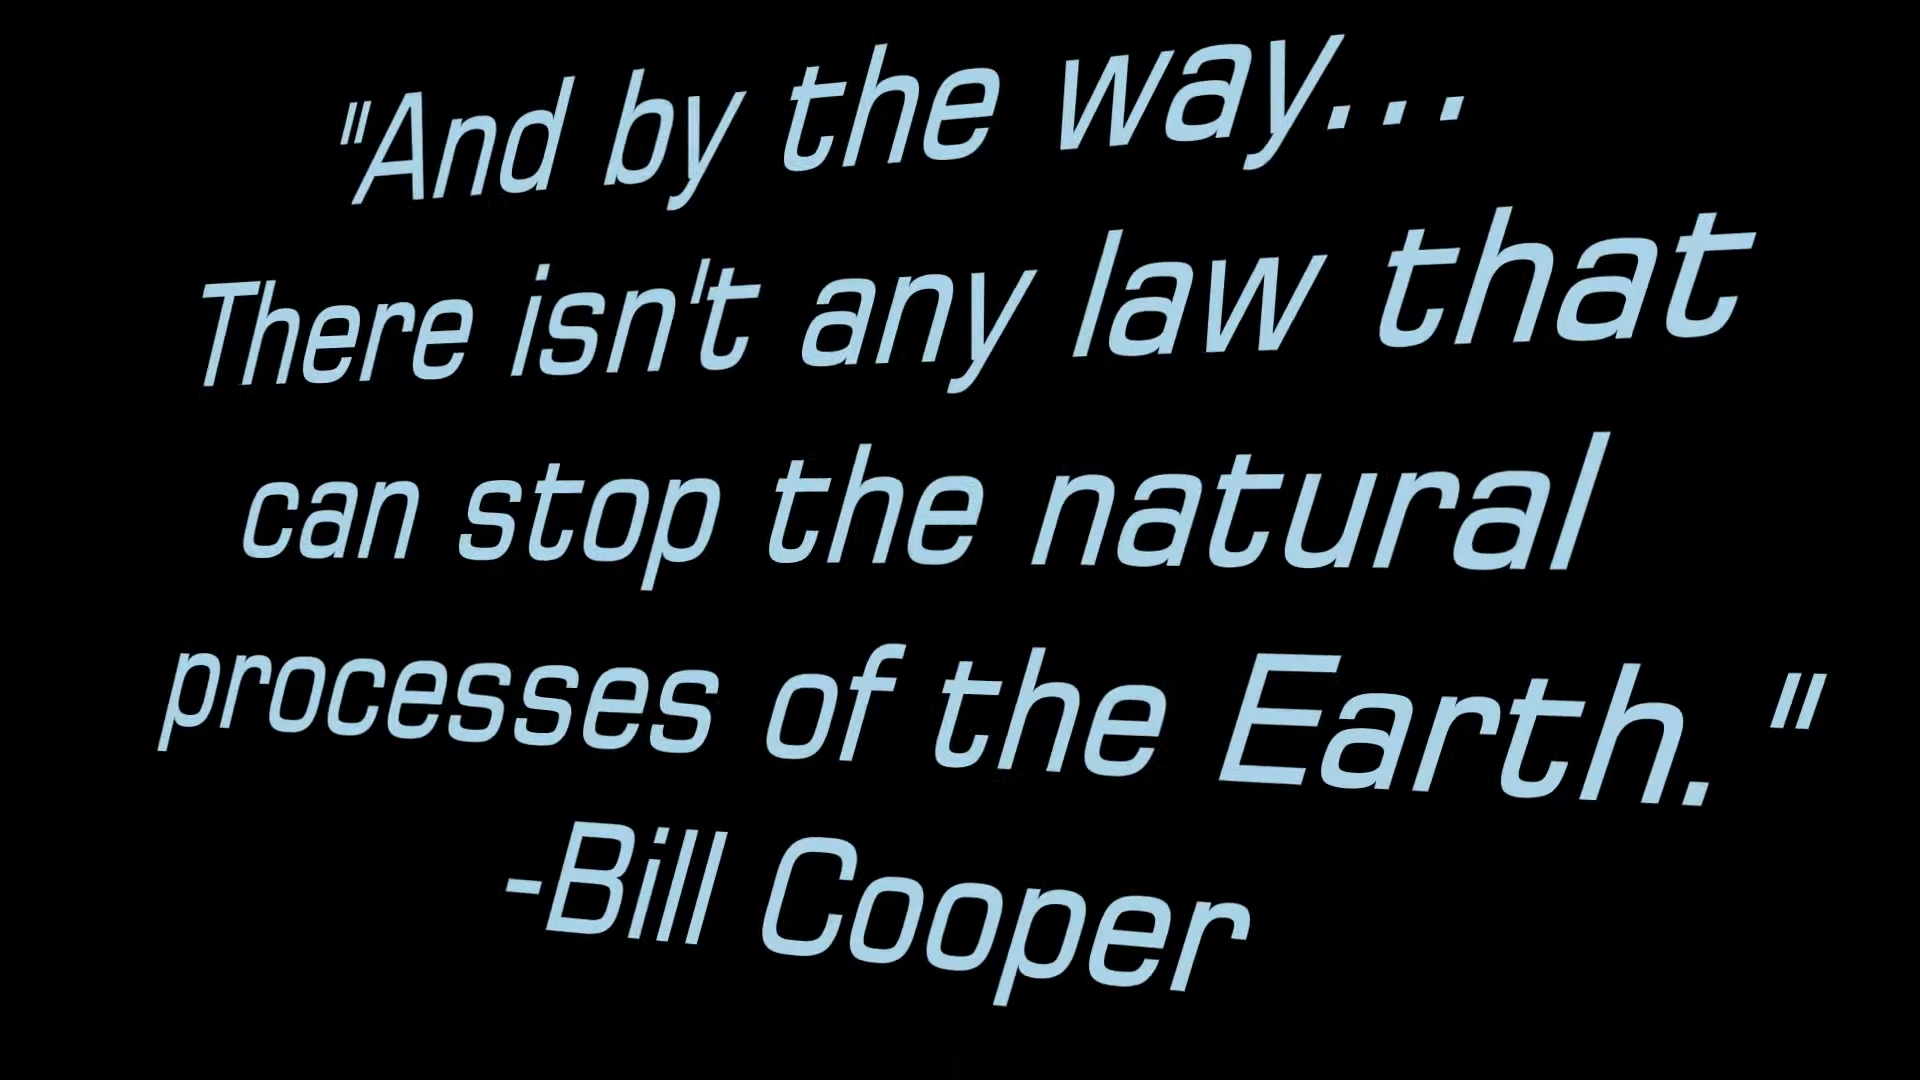 "And by the way...
There isn't any law that
can stop the natural
processes of the Earth."
-Bill Cooper